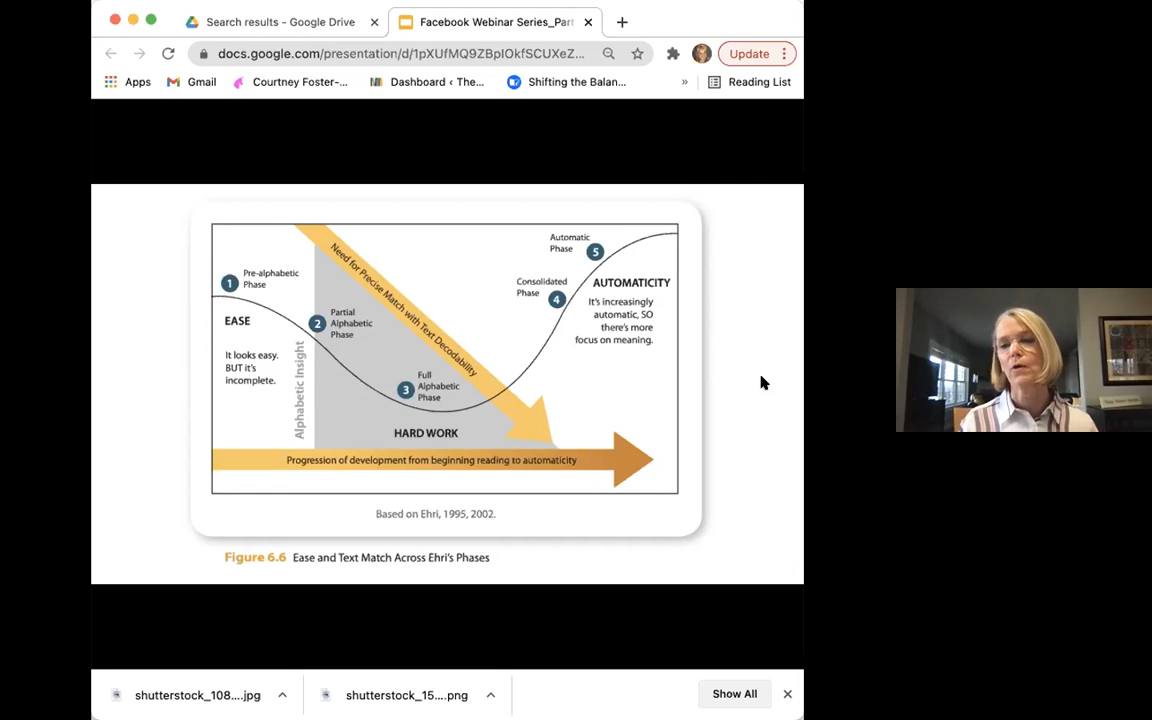 Search results - Google Drive
Facebook Webinar Series_Part
docs.google.com/presentation/d/1pXUfMQ9ZBpIOkfSCUXeZ...
Update
Apps
Gmail
Courtney Foster-...
Dashboard ‹ The...
Shifting the Balan...
»
Reading List
Need for Precise Match with Text Decodability
Automatic
Phase
5
1
Pre-alphabetic
Phase
Consolidated
Phase
4
AUTOMATICITY
It's increasingly
automatic, SO
there's more
focus on meaning.
EASE
2
Partial
Alphabetic
Phase
It looks easy.
BUT it's
incomplete.
Alphabetic Insight
3
Full
Alphabetic
Phase
HARD WORK
Progression of development from beginning reading to automaticity
Based on Ehri, 1995, 2002.
Figure 6.6 Ease and Text Match Across Ehri's Phases
shutterstock_108....jpg
shutterstock_15....png
Show All